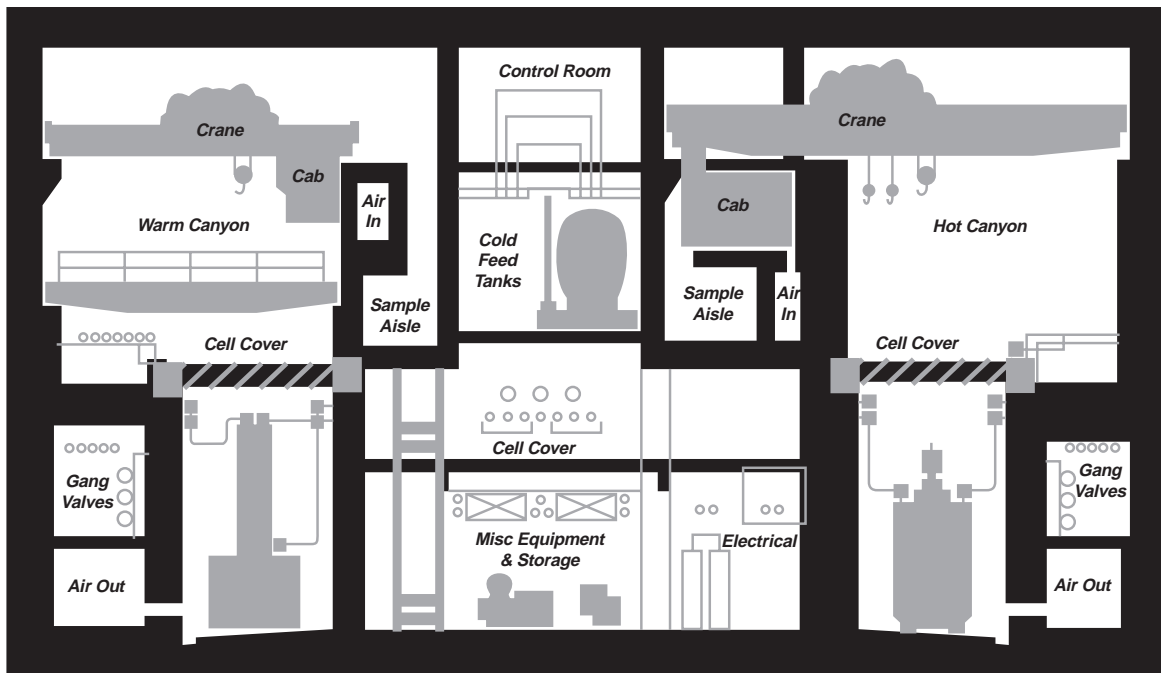 Control Room
Crane
Crane
Cab
Air
In
Cab
Warm Canyon
Cold
Feed
Tanks
Hot Canyon
Sample
Aisle
Sample
Aisle
Air
In
Cell Cover
Cell Cover
Cell Cover
Gang
Valves
Gang
Valves
Misc Equipment
& Storage
Electrical
Air Out
Air Out